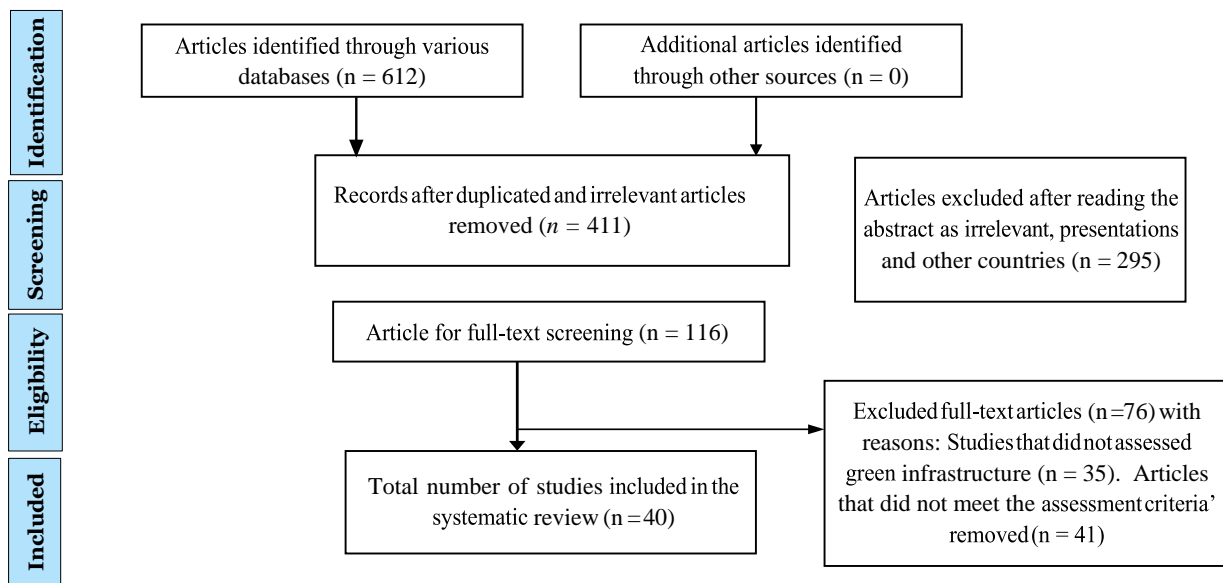 Identification
Articles identified through various
databases (n = 612)
Additional articles identified
through other sources (n = 0)
Screening
Records after duplicated and irrelevant articles
removed (n = 411)
Articles excluded after reading the
abstract as irrelevant, presentations
and other countries (n = 295)
Eligibility
Article for full-text screening (n = 116)
Excluded full-text articles (n =76) with
reasons: Studies that did not assessed
green infrastructure (n = 35). Articles
that did not meet the assessment criteria’
removed (n = 41)
Included
Total number of studies included in the
systematic review (n = 40)